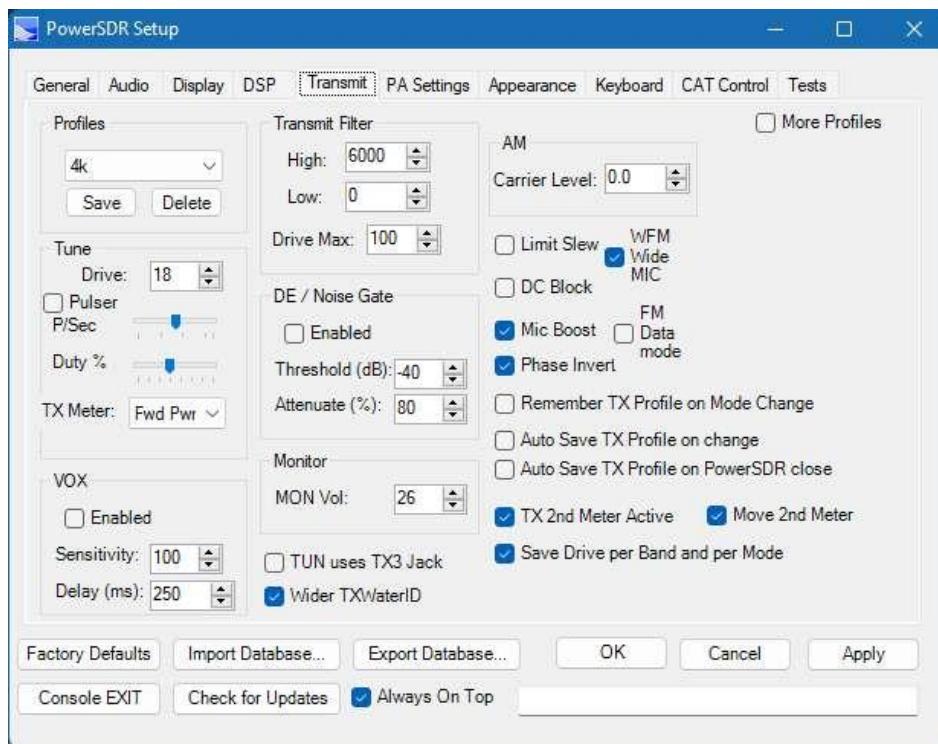 PowerSDR Setup
General Audio Display DSP Transmit PA Settings Appearance Keyboard CAT Control Tests
Profiles
4k
Save Delete
Tune
Drive: 18
Pulser
P/Sec
Duty %
TX Meter: Fwd Pwr
VOX
Enabled
Sensitivity: 100
Delay (ms): 250
Transmit Filter
High: 6000
Low: 0
Drive Max: 100
DE / Noise Gate
Enabled
Threshold (dB): -40
Attenuate (%): 80
Monitor
MON Vol: 26
TUN uses TX3 Jack
Wider TXWaterID
More Profiles
AM
Carrier Level: 0.0
Limit Slew
WFM
Wide
MIC
DC Block
Mic Boost
FM
Data
mode
Phase Invert
Remember TX Profile on Mode Change
Auto Save TX Profile on change
Auto Save TX Profile on PowerSDR close
TX 2nd Meter Active Move 2nd Meter
Save Drive per Band and per Mode
Factory Defaults Import Database... Export Database... OK Cancel Apply
Console EXIT Check for Updates Always On Top